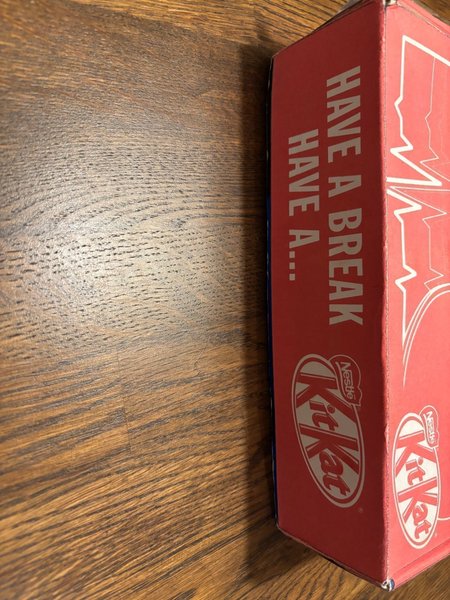 HAVE A BREAK
HAVE A...
Nestlé
KitKat
Nestlé
KitKat